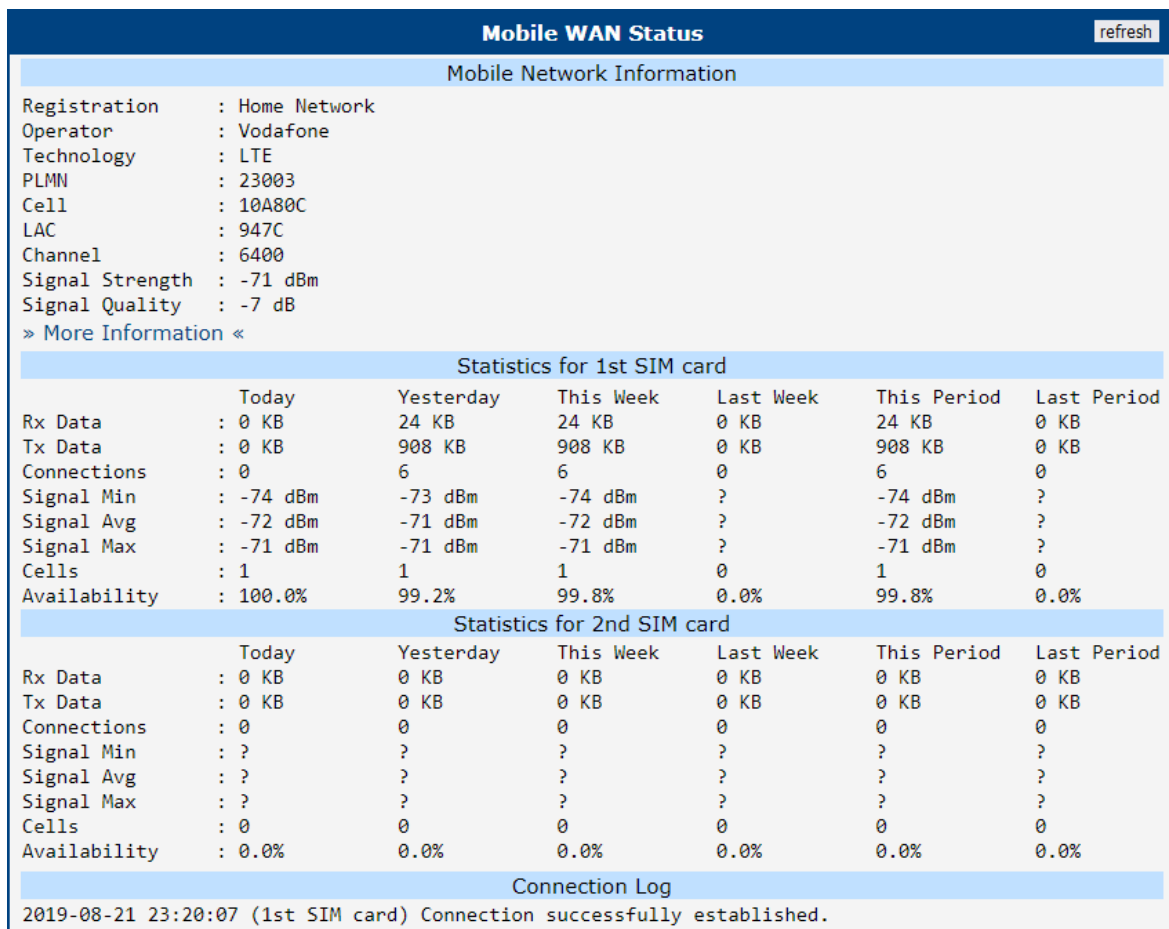 Mobile WAN Status refresh
Mobile Network Information
Registration : Home Network
Operator : Vodafone
Technology : LTE
PLMN : 23003
Cell : 10A80C
LAC : 947C
Channel : 6400
Signal Strength : -71 dBm
Signal Quality : -7 dB
» More Information «
Statistics for 1st SIM card
Today Yesterday This Week Last Week This Period Last Period
Rx Data : 0 KB 24 KB 24 KB 0 KB 24 KB 0 KB
Tx Data : 0 KB 908 KB 908 KB 0 KB 908 KB 0 KB
Connections : 0 6 6 0 6 0
Signal Min : -74 dBm -73 dBm -74 dBm ? -74 dBm ?
Signal Avg : -72 dBm -71 dBm -72 dBm ? -72 dBm ?
Signal Max : -71 dBm -71 dBm -71 dBm ? -71 dBm ?
Cells : 1 1 1 0 1 0
Availability : 100.0% 99.2% 99.8% 0.0% 99.8% 0.0%
Statistics for 2nd SIM card
Today Yesterday This Week Last Week This Period Last Period
Rx Data : 0 KB 0 KB 0 KB 0 KB 0 KB 0 KB
Tx Data : 0 KB 0 KB 0 KB 0 KB 0 KB 0 KB
Connections : 0 0 0 0 0 0
Signal Min : ? ? ? ? ? ?
Signal Avg : ? ? ? ? ? ?
Signal Max : ? ? ? ? ? ?
Cells : 0 0 0 0 0 0
Availability : 0.0% 0.0% 0.0% 0.0% 0.0% 0.0%
Connection Log
2019-08-21 23:20:07 (1st SIM card) Connection successfully established.